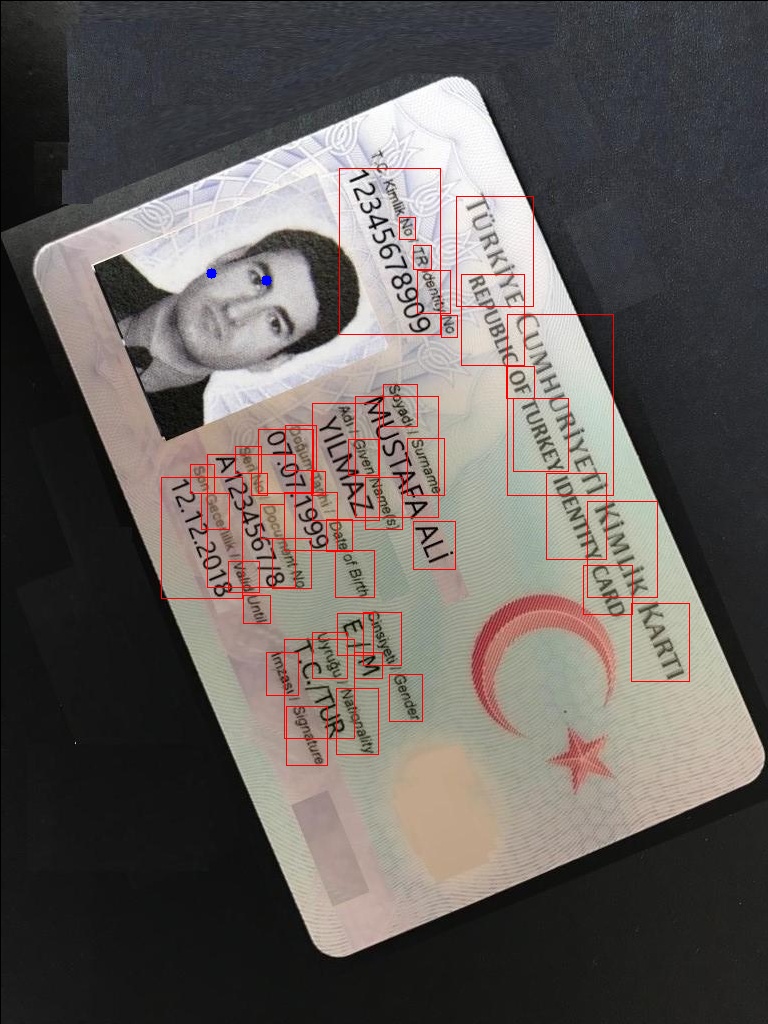 TÜRKİYE CUMHURİYETİ KİMLİK KARTI
REPUBLIC OF TURKEY IDENTITY CARD
T.C. Kimlik No / TR Identity No
12345678909
Soyadı / Surname
MUSTAFA ALİ
Adı / Given Name(s)
YILMAZ
Doğum Tarihi / Date of Birth
07.07.1999
Cinsiyeti / Gender
E / M
Seri No / Document No
A1234567/8
Uyruğu / Nationality
T.C./TUR
Son Geçerlilik / Valid Until
12.12.2018
İmzası / Signature